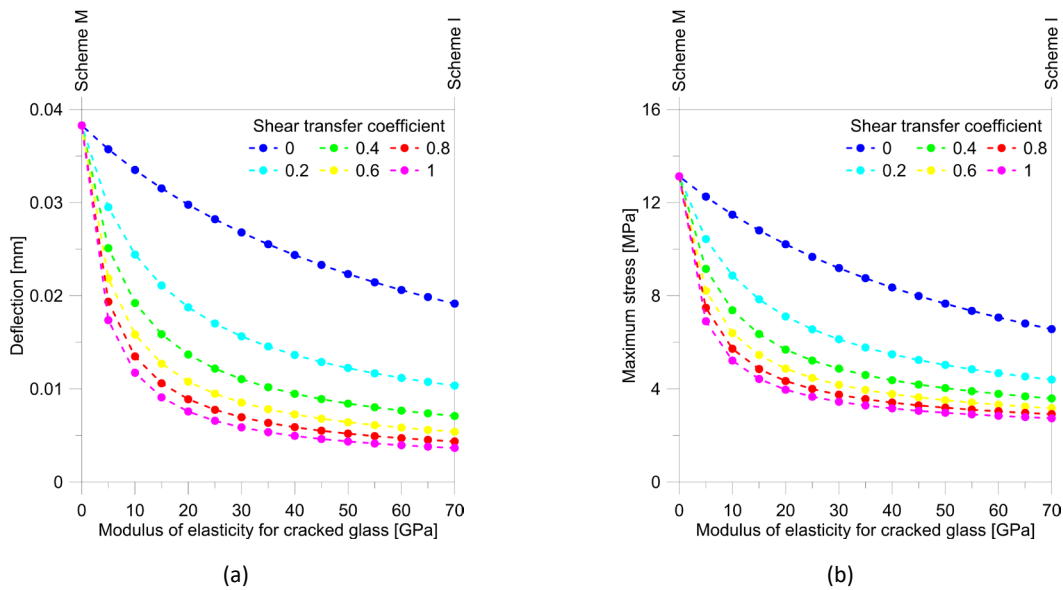 Scheme M
Scheme I
0.04
0.03
0.02
0.01
0
Deflection [mm]
Shear transfer coefficient
0 0.4 0.8
0.2 0.6 1
0 10 20 30 40 50 60 70
Modulus of elasticity for cracked glass [GPa]
(a)
Scheme M
Scheme I
16
12
8
4
0
Maximum stress [MPa]
Shear transfer coefficient
0 0.4 0.8
0.2 0.6 1
0 10 20 30 40 50 60 70
Modulus of elasticity for cracked glass [GPa]
(b)